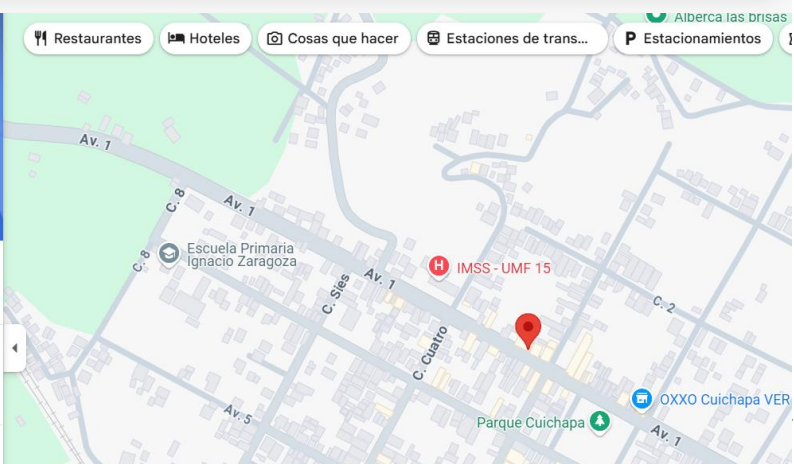 Alberca las brisas
Restaurantes
Hoteles
Cosas que hacer
Estaciones de trans...
P Estacionamientos
Av. 1
C. 8
Av. 1
Escuela Primaria
Ignacio Zaragoza
C. 8
H IMSS - UMF 15
Av. 1
C. Sies
C. 2
C. Cuatro
OXXO Cuichapa VER
Av. 5
Parque Cuichapa
Av. 1